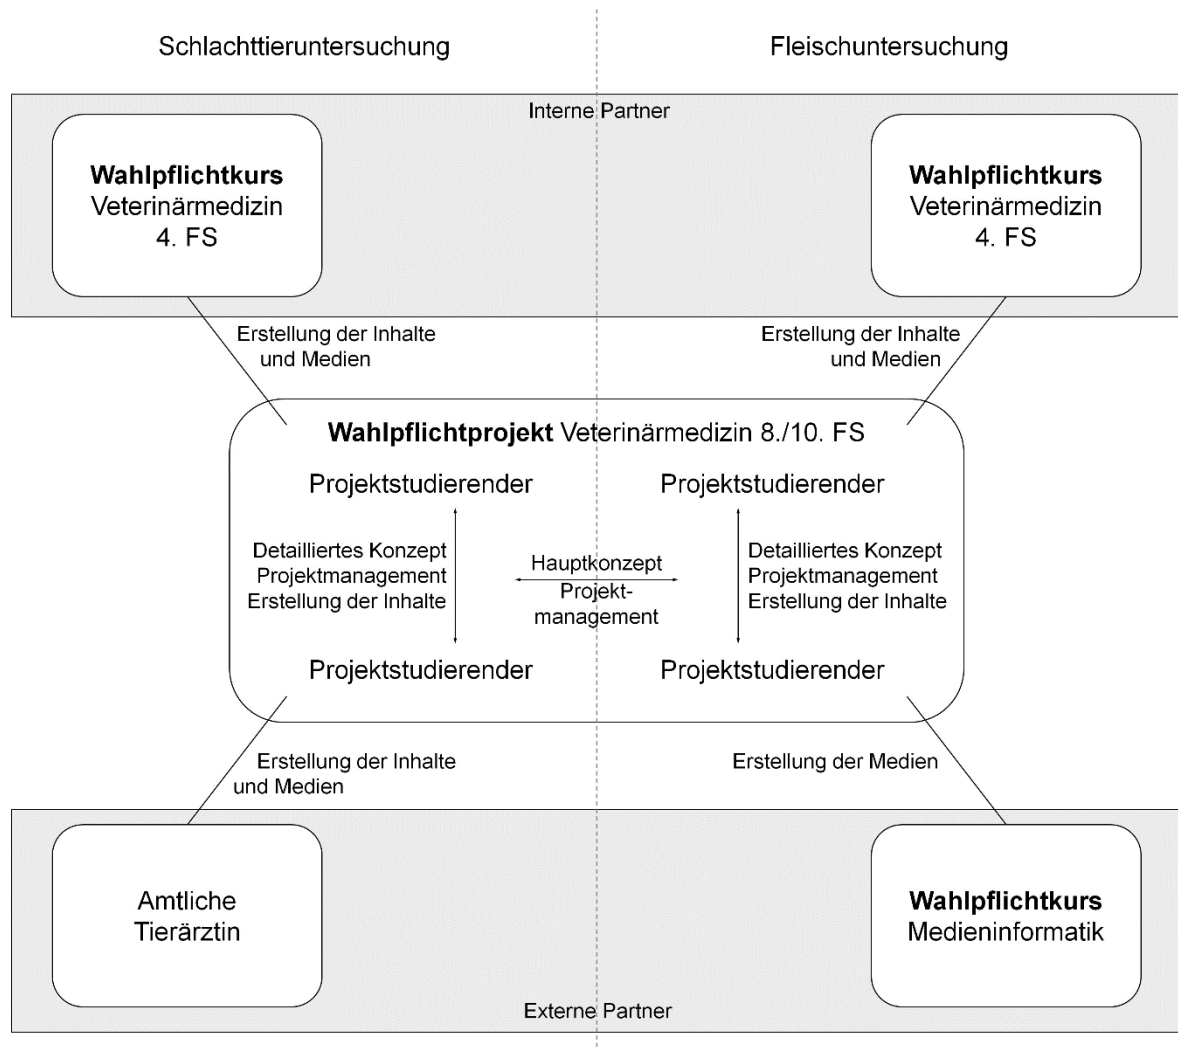 Schlachttieruntersuchung
Fleischuntersuchung
Interne Partner
Wahlpflichtkurs
Veterinärmedizin
4. FS
Wahlpflichtkurs
Veterinärmedizin
4. FS
Erstellung der Inhalte
und Medien
Erstellung der Inhalte
und Medien
Wahlpflichtprojekt Veterinärmedizin 8./10. FS
Projektstudierender
Projektstudierender
Detailliertes Konzept
Projektmanagement
Erstellung der Inhalte
Hauptkonzept
Projekt-
management
Detailliertes Konzept
Projektmanagement
Erstellung der Inhalte
Projektstudierender
Projektstudierender
Erstellung der Inhalte
und Medien
Erstellung der Medien
Amtliche
Tierärztin
Wahlpflichtkurs
Medieninformatik
Externe Partner